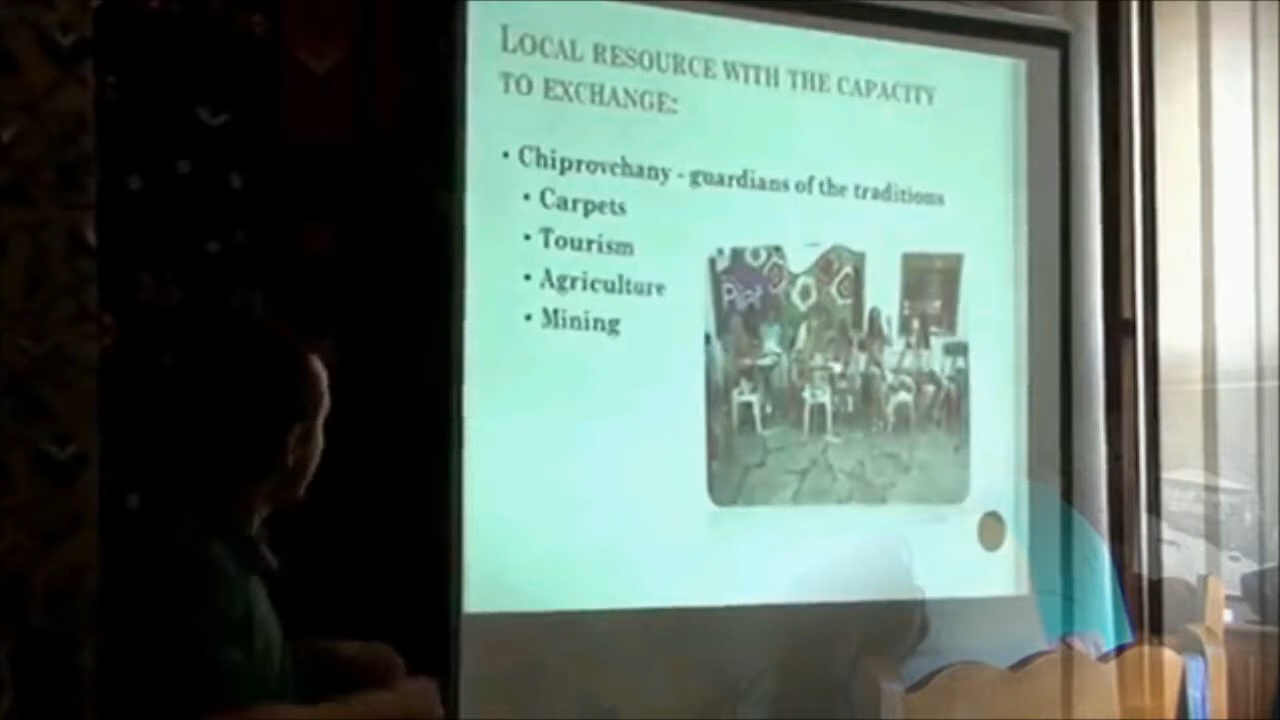 LOCAL RESOURCE WITH THE CAPACITY
TO EXCHANGE:
• Chiprovchany - guardians of the traditions
• Carpets
• Tourism
• Agriculture
• Mining